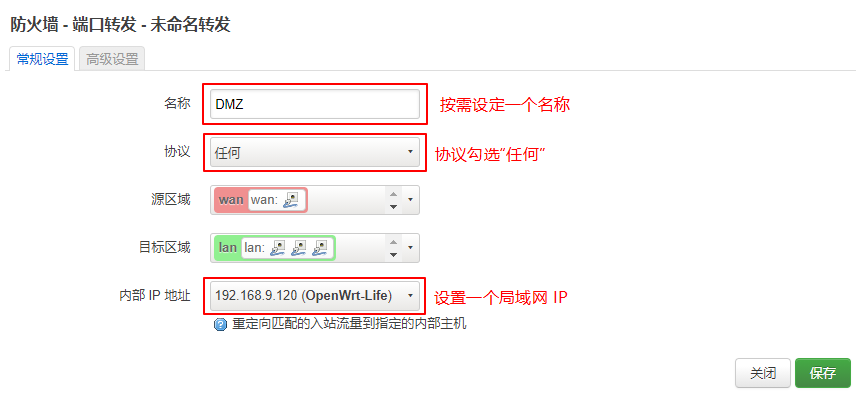 防火墙 - 端口转发 - 未命名转发
常规设置 高级设置
名称 DMZ 按需设定一个名称
协议 任何 协议勾选"任何"
源区域 wan wan:
目标区域 lan lan:
内部 IP 地址 192.168.9.120 (OpenWrt-Life) 设置一个局域网 IP
重定向匹配的入站流量到指定的内部主机
关闭 保存